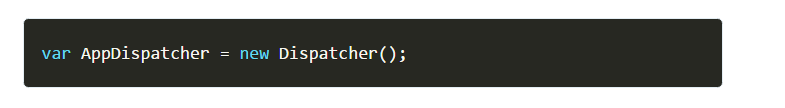 var AppDispatcher = new Dispatcher();